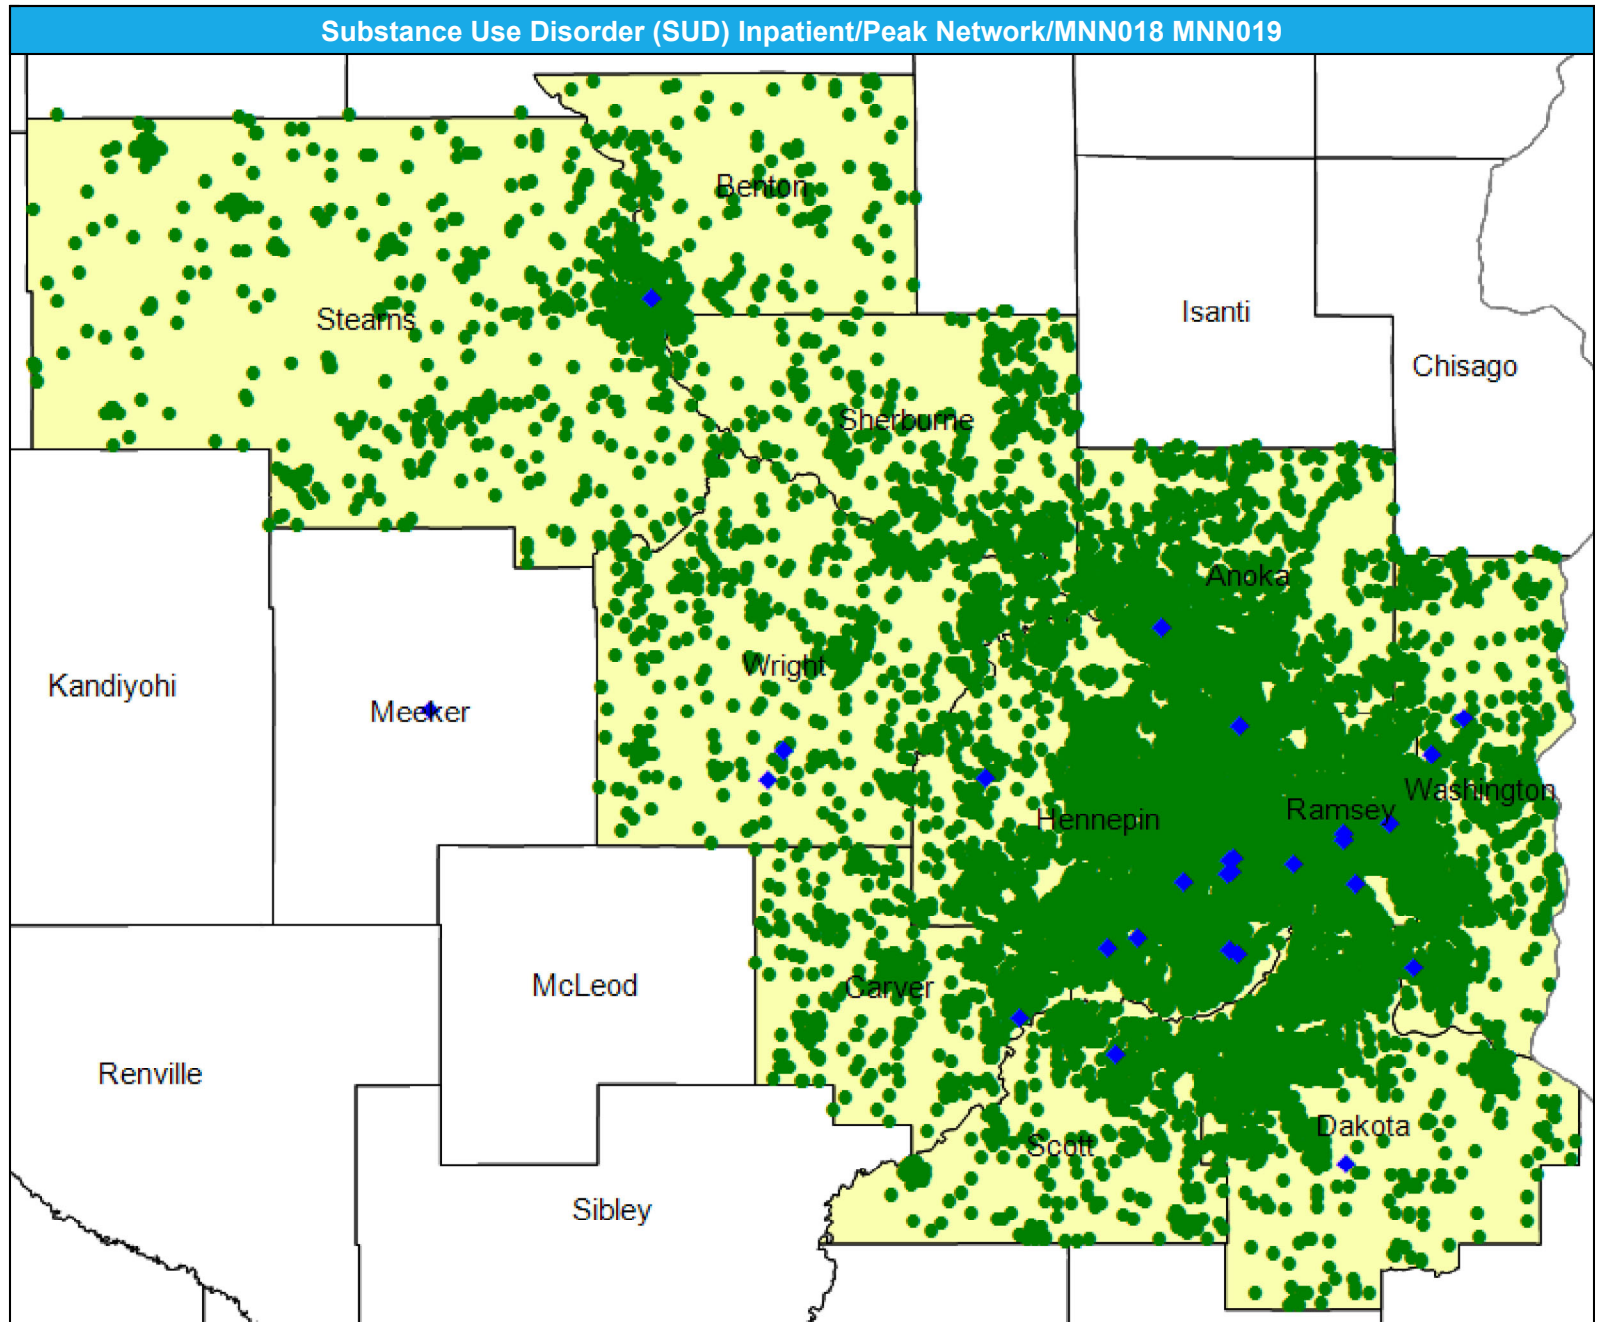 Substance Use Disorder (SUD) Inpatient/Peak Network/MNN018 MNN019
Benton
Stearns
Isanti
Chisago
Sherburne
Anoka
Wright
Kandiyohi
Meeker
Washington
Ramsey
Hennepin
McLeod
Carver
Renville
Dakota
Scott
Sibley